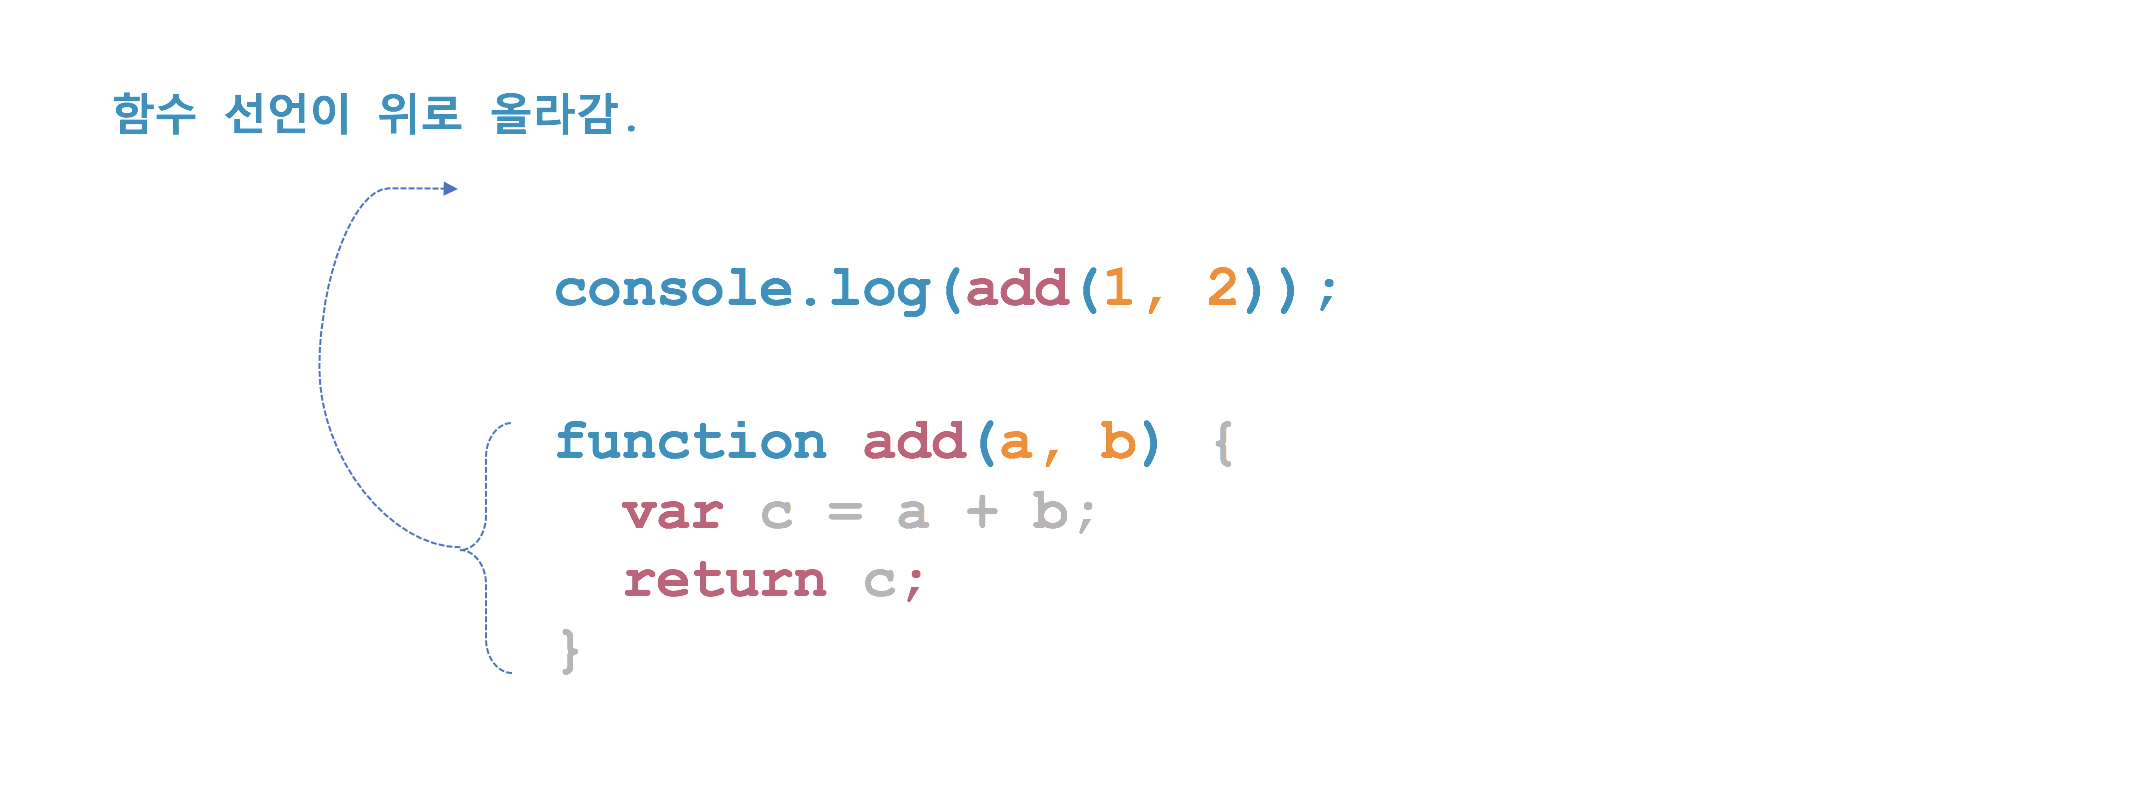 함수 선언이 위로 올라감.
console.log(add(1, 2));
function add(a, b) {
var c = a + b;
return c;
}